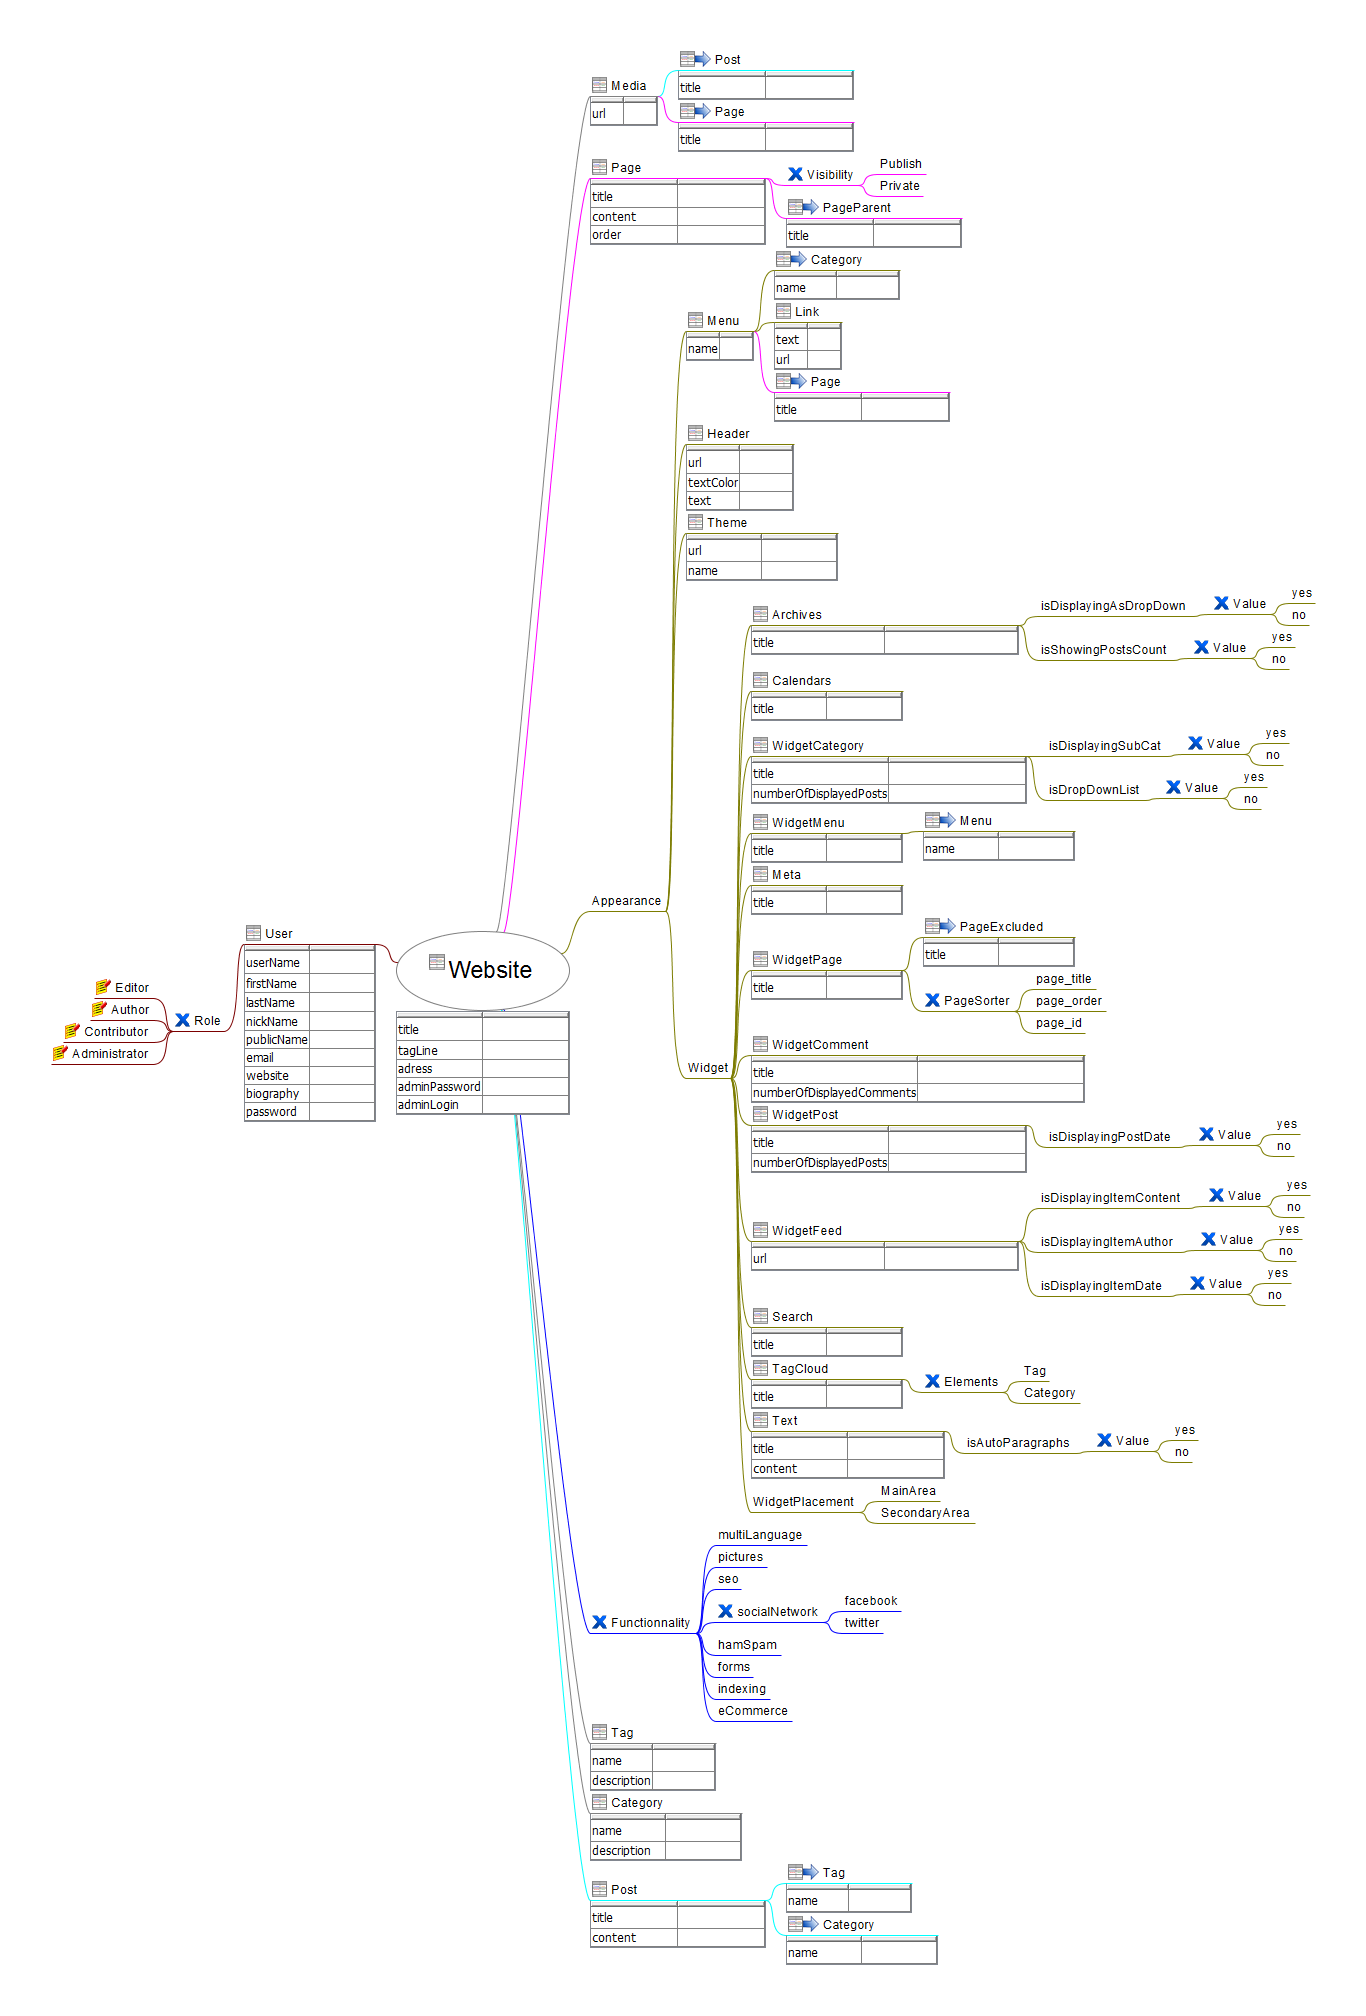 Post
title
Media
url
Page
title
Page
title
content
order
Visibility
Publish
Private
PageParent
title
Category
name
Menu
name
Link
text
url
Page
title
Header
url
textColor
text
Theme
url
name
Appearance
Archives
title
isDisplayingAsDropDown
Value
yes
no
isShowingPostsCount
Value
yes
no
Calendars
title
WidgetCategory
title
numberOfDisplayedPosts
isDisplayingSubCat
Value
yes
no
isDropDownList
Value
yes
no
WidgetMenu
title
Menu
name
Meta
title
WidgetPage
title
PageExcluded
title
PageSorter
page_title
page_order
page_id
Widget
WidgetComment
title
numberOfDisplayedComments
WidgetPost
title
numberOfDisplayedPosts
isDisplayingPostDate
Value
yes
no
WidgetFeed
url
isDisplayingItemContent
Value
yes
no
isDisplayingItemAuthor
Value
yes
no
isDisplayingItemDate
Value
yes
no
Search
title
TagCloud
title
Elements
Tag
Category
Text
title
content
isAutoParagraphs
Value
yes
no
WidgetPlacement
MainArea
SecondaryArea
User
userName
firstName
lastName
nickName
publicName
email
website
biography
password
Role
Editor
Author
Contributor
Administrator
Website
title
tagLine
adress
adminPassword
adminLogin
Functionnality
multiLanguage
pictures
seo
socialNetwork
facebook
twitter
hamSpam
forms
indexing
eCommerce
Tag
name
description
Category
name
description
Post
title
content
Tag
name
Category
name